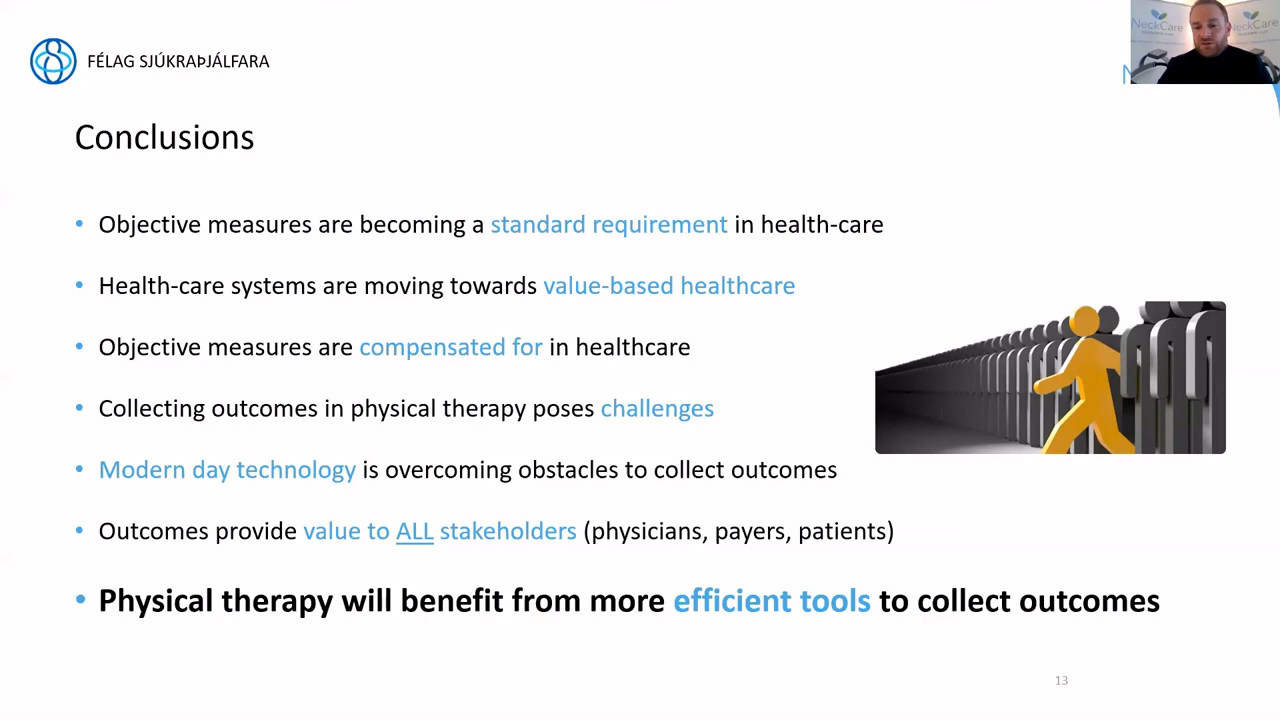 FÉLAG SJÚKRAÞJÁLFARA
NeckCare
NeckCare
Conclusions
• Objective measures are becoming a standard requirement in health-care
• Health-care systems are moving towards value-based healthcare
• Objective measures are compensated for in healthcare
• Collecting outcomes in physical therapy poses challenges
• Modern day technology is overcoming obstacles to collect outcomes
• Outcomes provide value to ALL stakeholders (physicians, payers, patients)
• Physical therapy will benefit from more efficient tools to collect outcomes
13